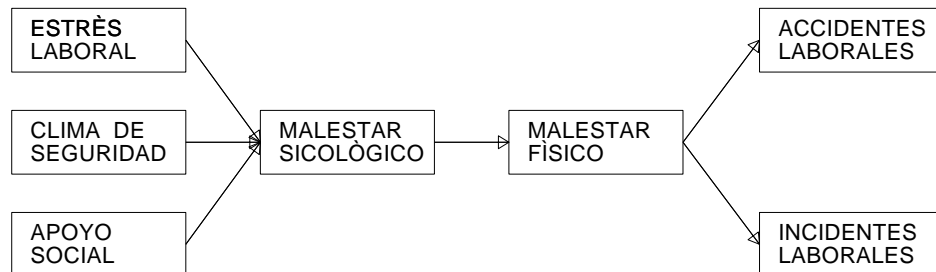 ESTRÈS
LABORAL
CLIMA DE
SEGURIDAD
APOYO
SOCIAL
MALESTAR
SICOLÒGICO
MALESTAR
FÌSICO
ACCIDENTES
LABORALES
INCIDENTES
LABORALES